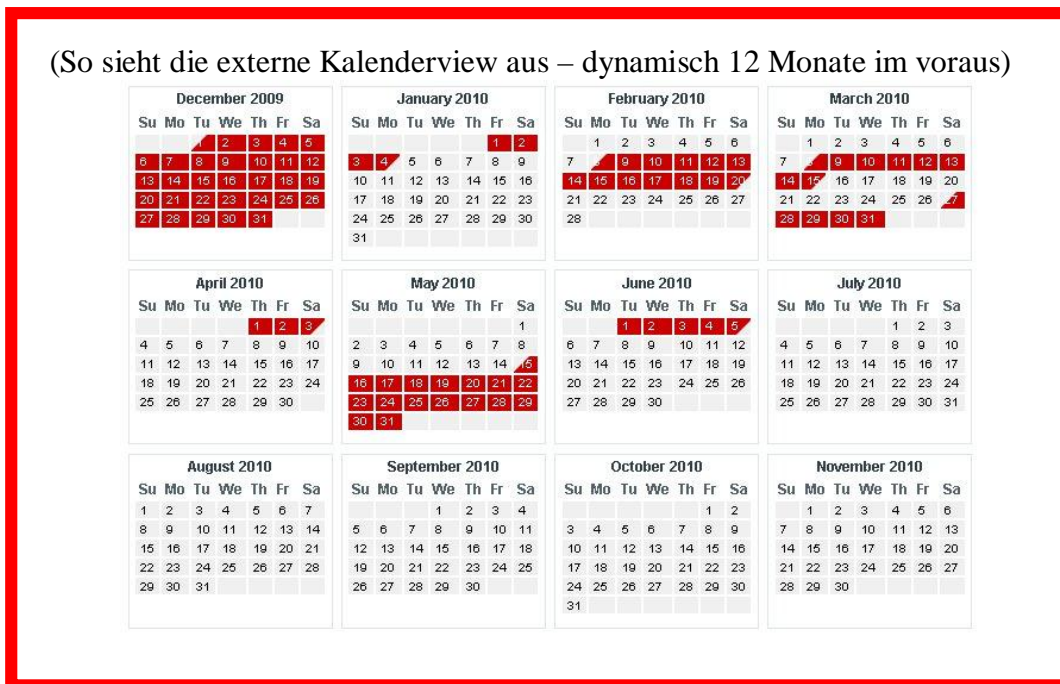 (So sieht die externe Kalenderview aus – dynamisch 12 Monate im voraus)
December 2009 January 2010 February 2010 March 2010
Su Mo Tu We Th Fr Sa Su Mo Tu We Th Fr Sa Su Mo Tu We Th Fr Sa Su Mo Tu We Th Fr Sa
1 2 3 4 5 1 2 1 2 3 4 5 6 1 2 3 4 5 6
6 7 8 9 10 11 12 3 4 5 6 7 8 9 7 8 9 10 11 12 13 7 8 9 10 11 12 13
13 14 15 16 17 18 19 10 11 12 13 14 15 16 14 15 16 17 18 19 20 14 15 16 17 18 19 20
20 21 22 23 24 25 26 17 18 19 20 21 22 23 21 22 23 24 25 26 27 21 22 23 24 25 26 27
27 28 29 30 31 24 25 26 27 28 29 30 28 28 29 30 31
31
April 2010 May 2010 June 2010 July 2010
Su Mo Tu We Th Fr Sa Su Mo Tu We Th Fr Sa Su Mo Tu We Th Fr Sa Su Mo Tu We Th Fr Sa
1 2 3 1 1 2 3 4 5 1 2 3
4 5 6 7 8 9 10 2 3 4 5 6 7 8 6 7 8 9 10 11 12 4 5 6 7 8 9 10
11 12 13 14 15 16 17 9 10 11 12 13 14 15 13 14 15 16 17 18 19 11 12 13 14 15 16 17
18 19 20 21 22 23 24 16 17 18 19 20 21 22 20 21 22 23 24 25 26 18 19 20 21 22 23 24
25 26 27 28 29 30 23 24 25 26 27 28 29 27 28 29 30 25 26 27 28 29 30 31
30 31
August 2010 September 2010 October 2010 November 2010
Su Mo Tu We Th Fr Sa Su Mo Tu We Th Fr Sa Su Mo Tu We Th Fr Sa Su Mo Tu We Th Fr Sa
1 2 3 4 5 6 7 1 2 3 4 1 2 1 2 3 4 5 6
8 9 10 11 12 13 14 5 6 7 8 9 10 11 3 4 5 6 7 8 9 7 8 9 10 11 12 13
15 16 17 18 19 20 21 12 13 14 15 16 17 18 10 11 12 13 14 15 16 14 15 16 17 18 19 20
22 23 24 25 26 27 28 19 20 21 22 23 24 25 17 18 19 20 21 22 23 21 22 23 24 25 26 27
29 30 31 26 27 28 29 30 24 25 26 27 28 29 30 28 29 30
31